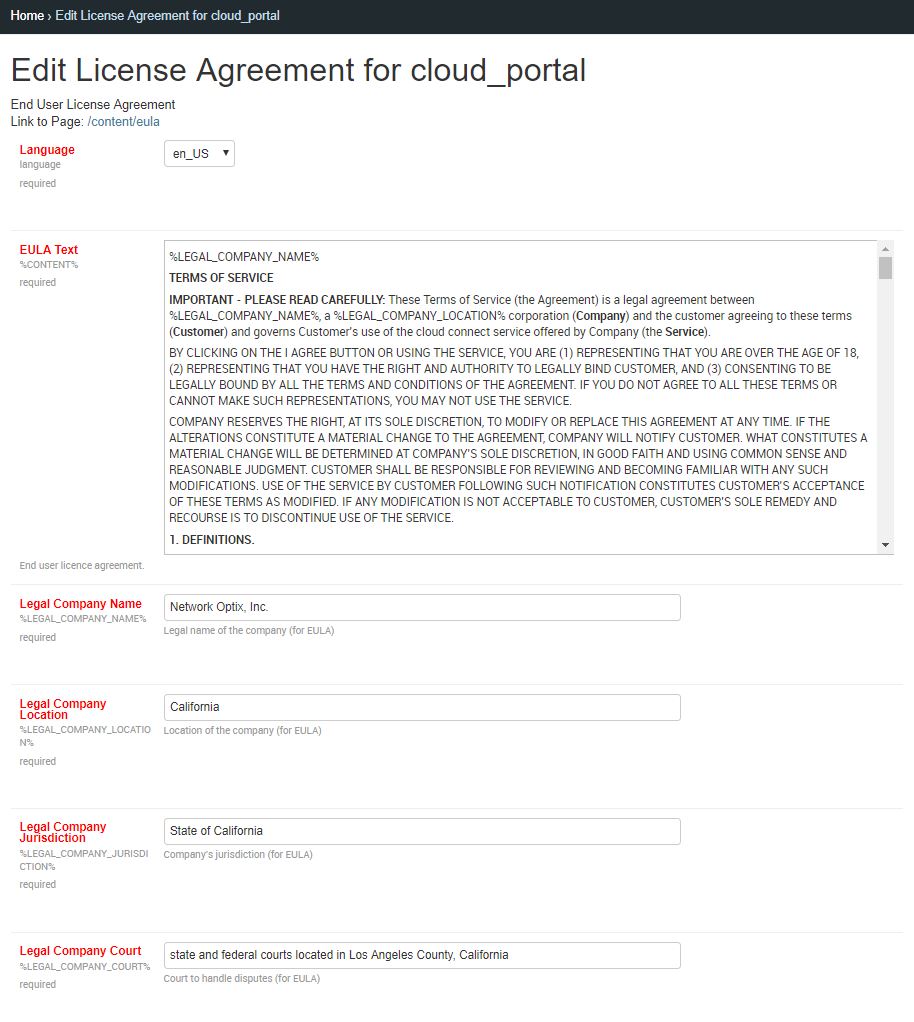 Home › Edit License Agreement for cloud_portal
Edit License Agreement for cloud_portal
End User License Agreement
Link to Page: /content/eula
Language
language
required
en_US
EULA Text
%CONTENT%
required
%LEGAL_COMPANY_NAME%
TERMS OF SERVICE
IMPORTANT - PLEASE READ CAREFULLY: These Terms of Service (the Agreement) is a legal agreement between
%LEGAL_COMPANY_NAME%, a %LEGAL_COMPANY_LOCATION% corporation (Company) and the customer agreeing to these terms
(Customer) and governs Customer's use of the cloud connect service offered by Company (the Service).
BY CLICKING ON THE I AGREE BUTTON OR USING THE SERVICE, YOU ARE (1) REPRESENTING THAT YOU ARE OVER THE AGE OF 18,
(2) REPRESENTING THAT YOU HAVE THE RIGHT AND AUTHORITY TO LEGALLY BIND CUSTOMER, AND (3) CONSENTING TO BE
LEGALLY BOUND BY ALL THE TERMS AND CONDITIONS OF THE AGREEMENT. IF YOU DO NOT AGREE TO ALL THESE TERMS OR
CANNOT MAKE SUCH REPRESENTATIONS, YOU MAY NOT USE THE SERVICE.
COMPANY RESERVES THE RIGHT, AT ITS SOLE DISCRETION, TO MODIFY OR REPLACE THIS AGREEMENT AT ANY TIME. IF THE
ALTERATIONS CONSTITUTE A MATERIAL CHANGE TO THE AGREEMENT, COMPANY WILL NOTIFY CUSTOMER. WHAT CONSTITUTES A
MATERIAL CHANGE WILL BE DETERMINED AT COMPANY'S SOLE DISCRETION, IN GOOD FAITH AND USING COMMON SENSE AND
REASONABLE JUDGMENT. CUSTOMER SHALL BE RESPONSIBLE FOR REVIEWING AND BECOMING FAMILIAR WITH ANY SUCH
MODIFICATIONS. USE OF THE SERVICE BY CUSTOMER FOLLOWING SUCH NOTIFICATION CONSTITUTES CUSTOMER'S ACCEPTANCE
OF THESE TERMS AS MODIFIED. IF ANY MODIFICATION IS NOT ACCEPTABLE TO CUSTOMER, CUSTOMER'S SOLE REMEDY AND
RECOURSE IS TO DISCONTINUE USE OF THE SERVICE.
1. DEFINITIONS.
End user licence agreement.
Legal Company Name
%LEGAL_COMPANY_NAME%
required
Network Optix, Inc.
Legal name of the company (for EULA)
Legal Company
Location
%LEGAL_COMPANY_LOCATIO
N%
required
California
Location of the company (for EULA)
Legal Company
Jurisdiction
%LEGAL_COMPANY_JURISDI
CTION%
required
State of California
Company's jurisdiction (for EULA)
Legal Company Court
%LEGAL_COMPANY_COURT%
required
state and federal courts located in Los Angeles County, California
Court to handle disputes (for EULA)